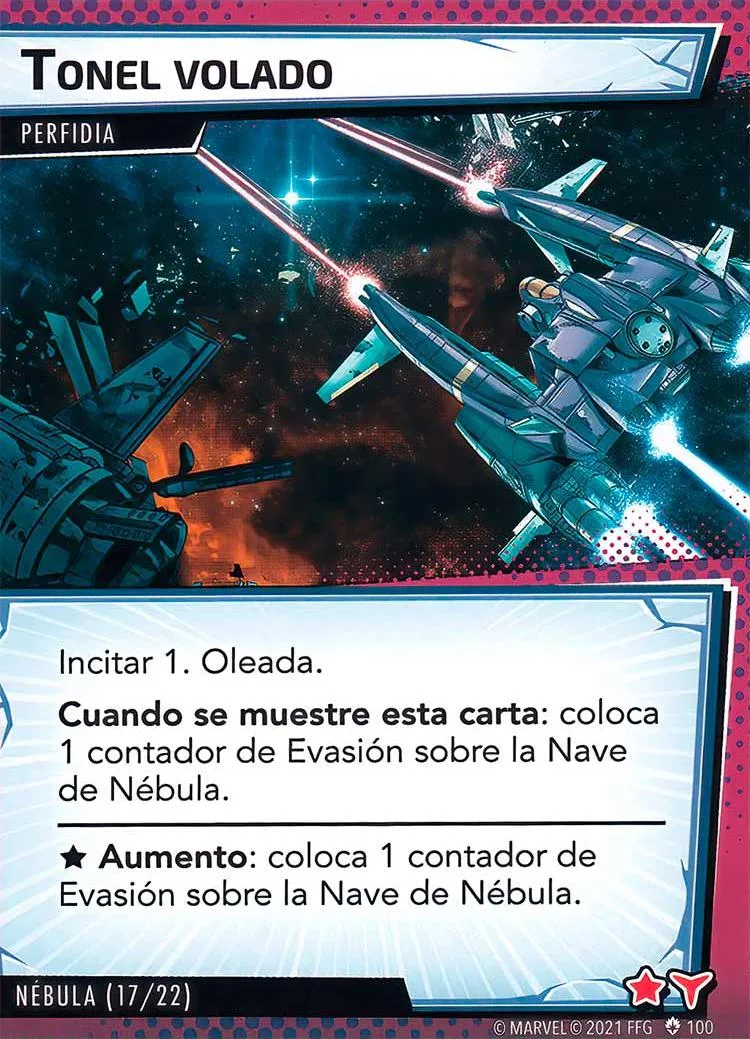 TONEL VOLADO
PERFIDIA
Incitar 1. Oleada.
Cuando se muestre esta carta: coloca
1 contador de Evasión sobre la Nave
de Nébula.
★ Aumento: coloca 1 contador de
Evasión sobre la Nave de Nébula.
NÉBULA (17/22)
© MARVEL © 2021 FFG 100